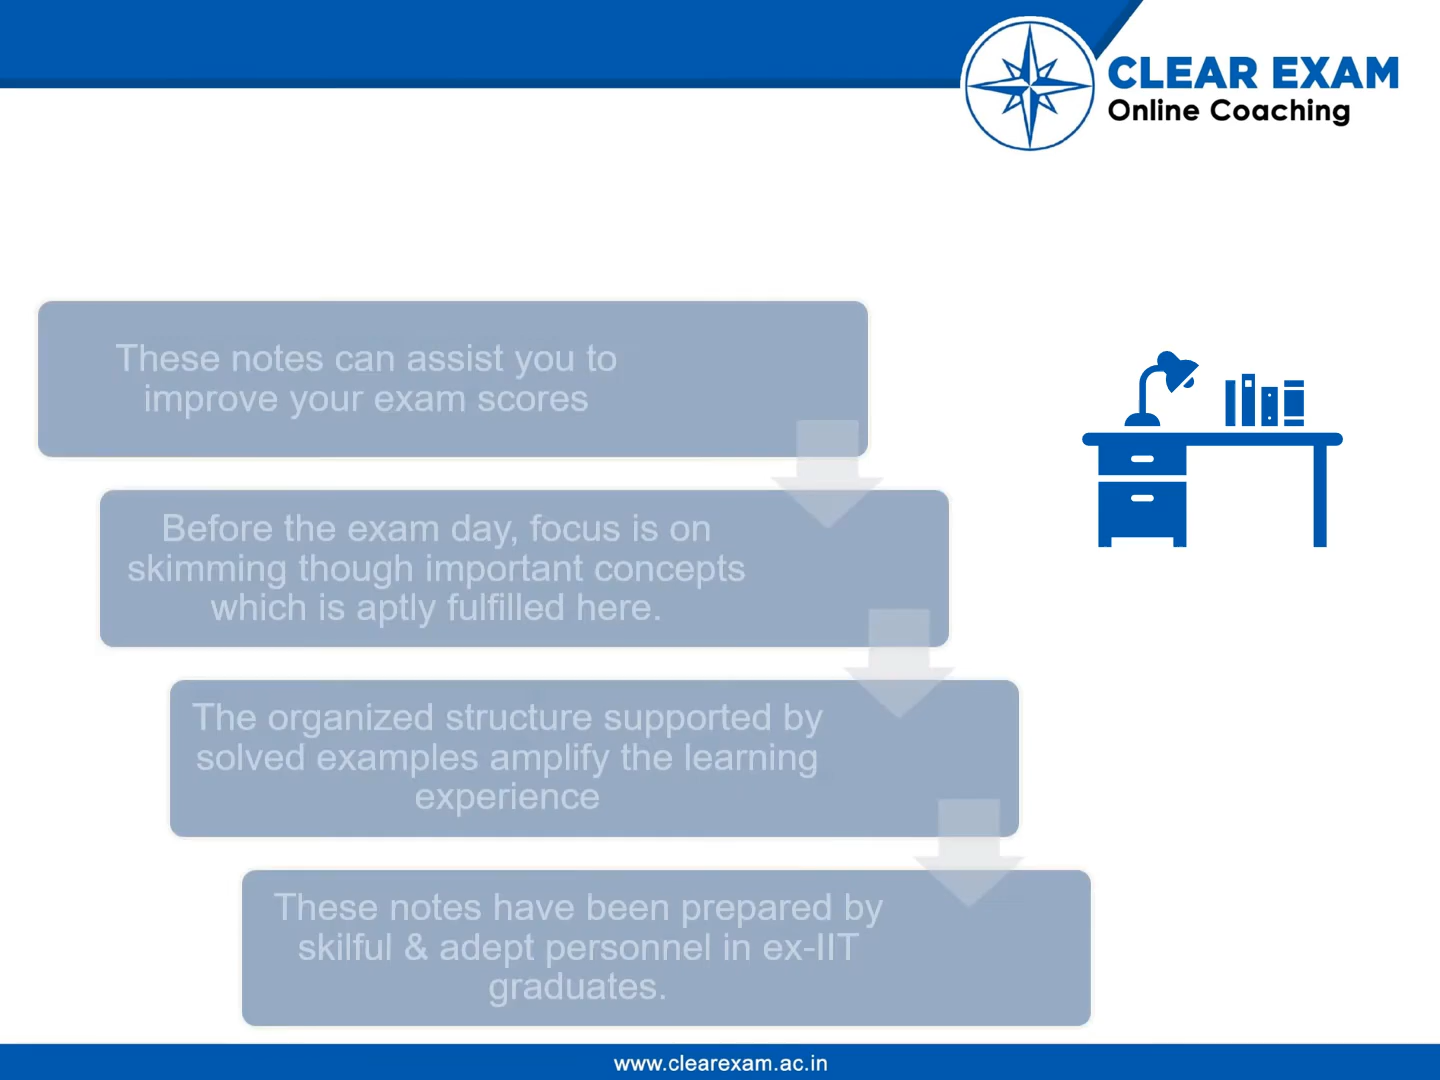 CLEAR EXAM
Online Coaching
These notes can assist you to
improve your exam scores
Before the exam day, focus is on
skimming though important concepts
which is aptly fulfilled here.
The organized structure supported by
solved examples amplify the learning
experience
These notes have been prepared by
skilful & adept personnel in ex-IIT
graduates.
www.clearexam.ac.in